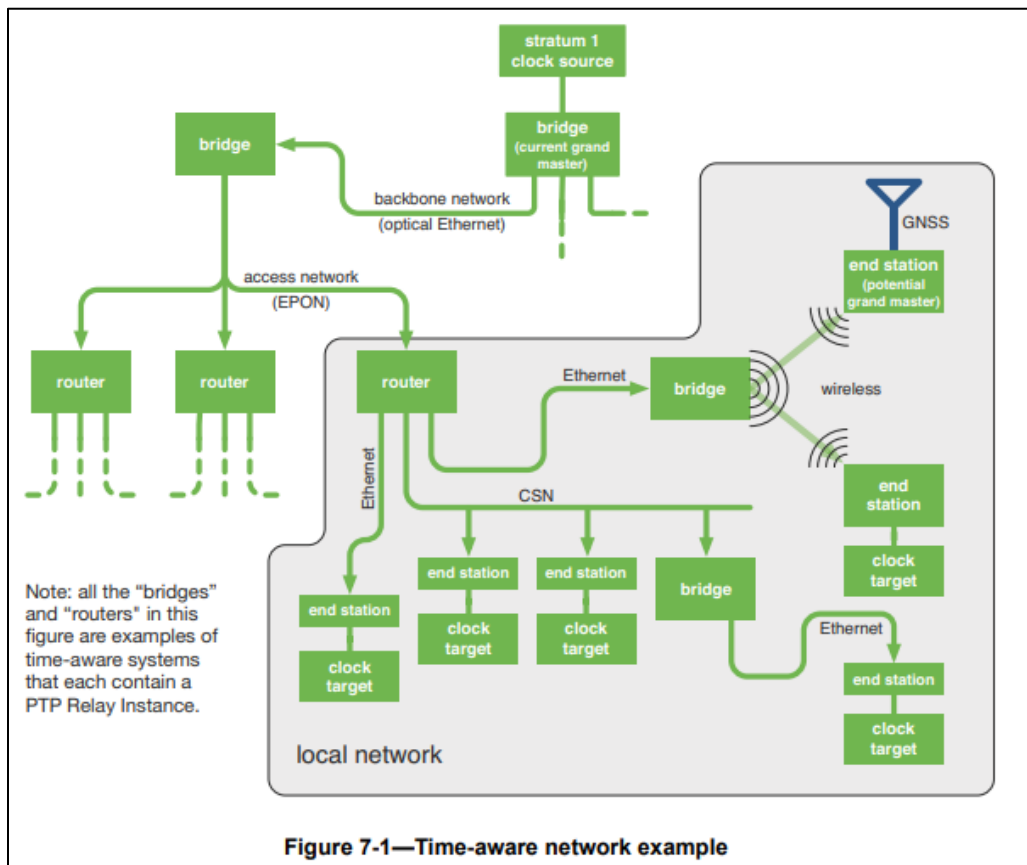 stratum 1
clock source
bridge
(current grand
master)
bridge
backbone network
(optical Ethernet)
GNSS
end station
(potential
grand master)
access network
(EPON)
router
router
router
Ethernet
bridge
wireless
Ethernet
CSN
end
station
clock
target
end station
clock
target
end station
clock
target
end station
clock
target
bridge
Ethernet
end station
clock
target
Note: all the “bridges”
and “routers" in this
figure are examples of
time-aware systems
that each contain a
PTP Relay Instance.
local network
Figure 7-1—Time-aware network example